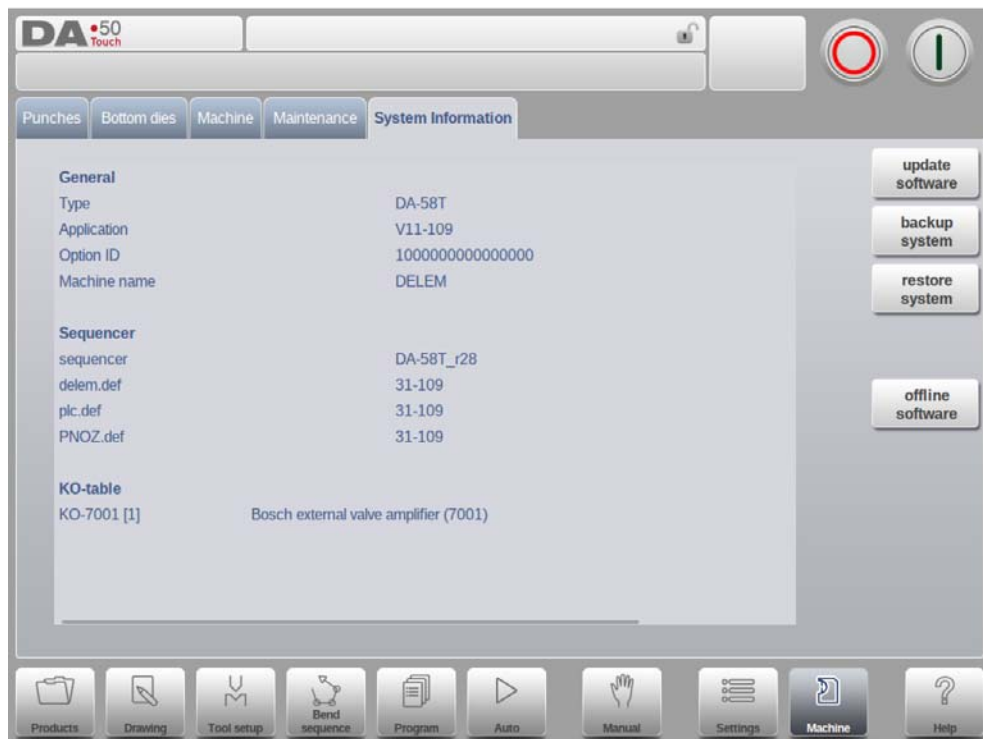 DA•50
Touch
Punches
Bottom dies
Machine
Maintenance
System Information
General
Type DA-58T
Application V11-109
Option ID 1000000000000000
Machine name DELEM
Sequencer
sequencer DA-58T_r28
delem.def 31-109
plc.def 31-109
PNOZ.def 31-109
KO-table
KO-7001 [1] Bosch external valve amplifier (7001)
update
software
backup
system
restore
system
offline
software
Products
Drawing
Tool setup
Bend
sequence
Program
Auto
Manual
Settings
Machine
Help